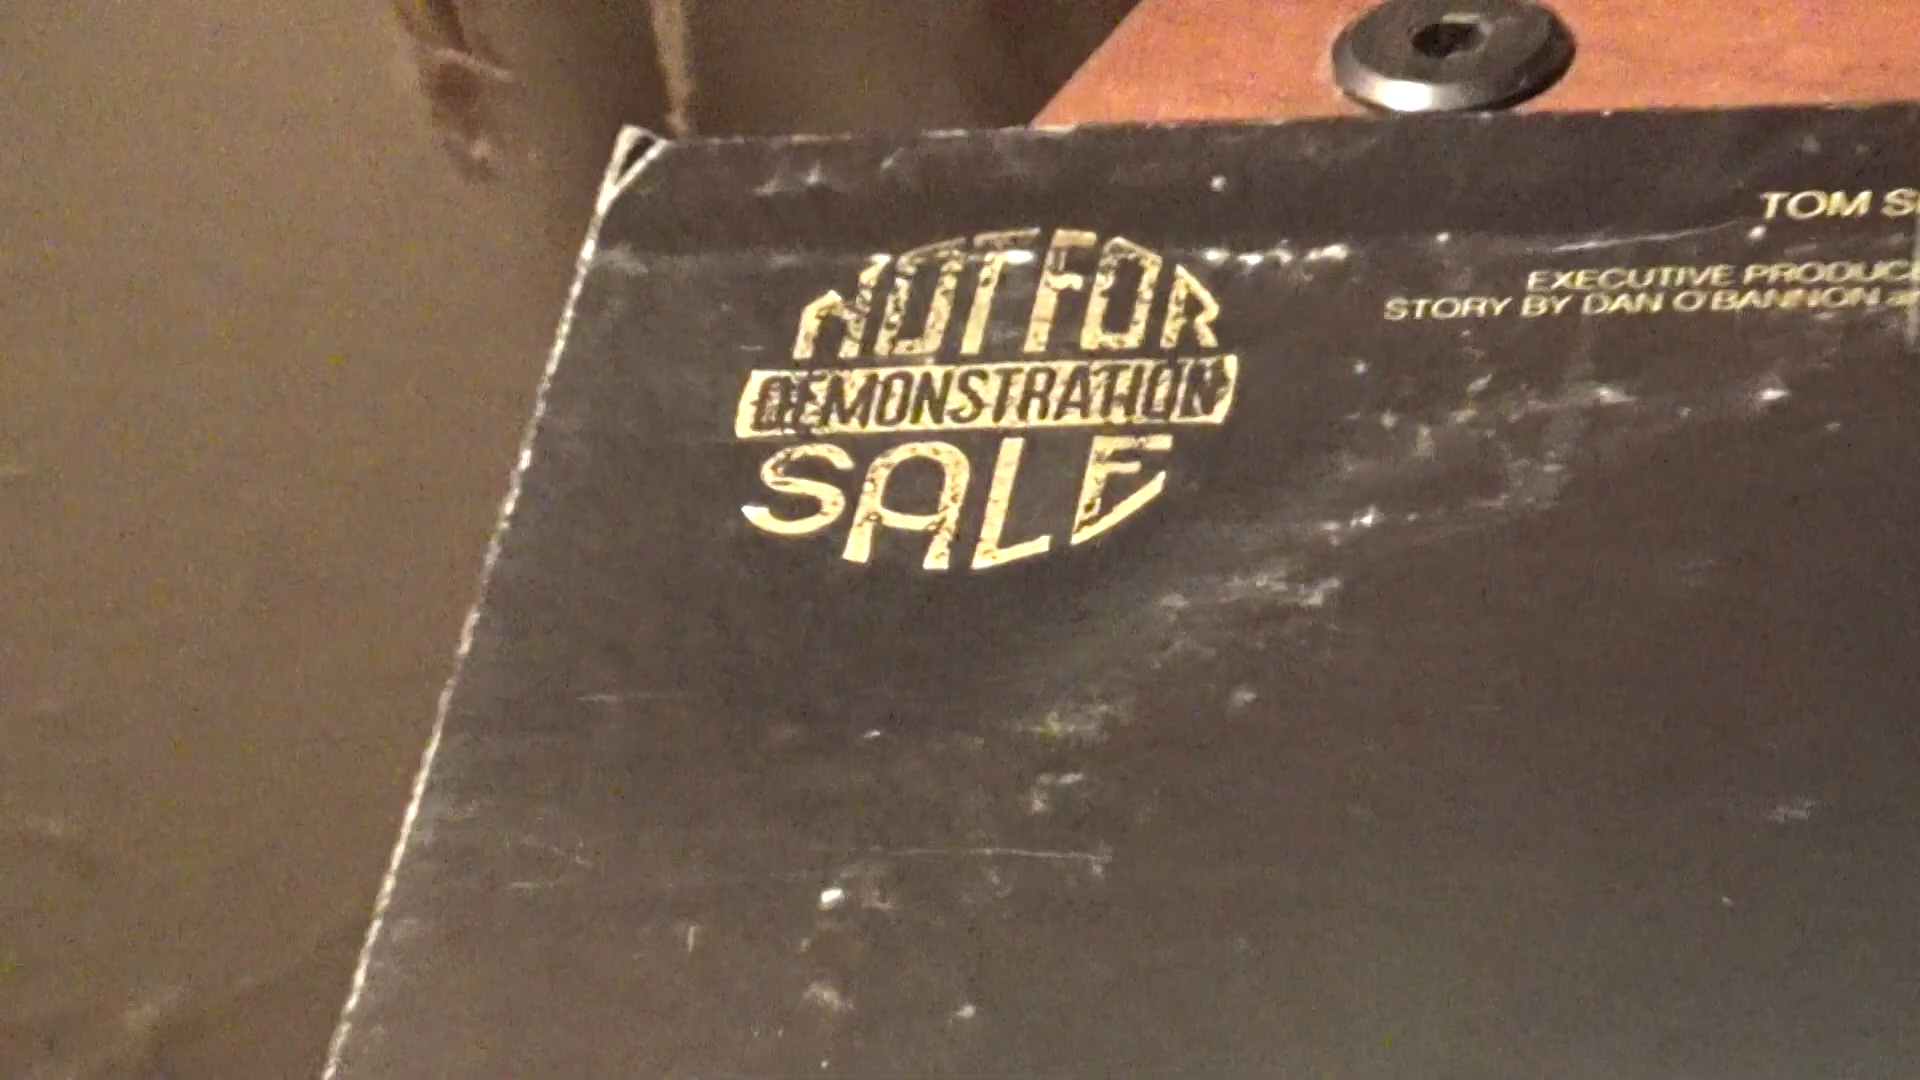 NOT FOR
DEMONSTRATION
SALE
TOM
EXECUTIVE
STORY BY DAN O'BANNON